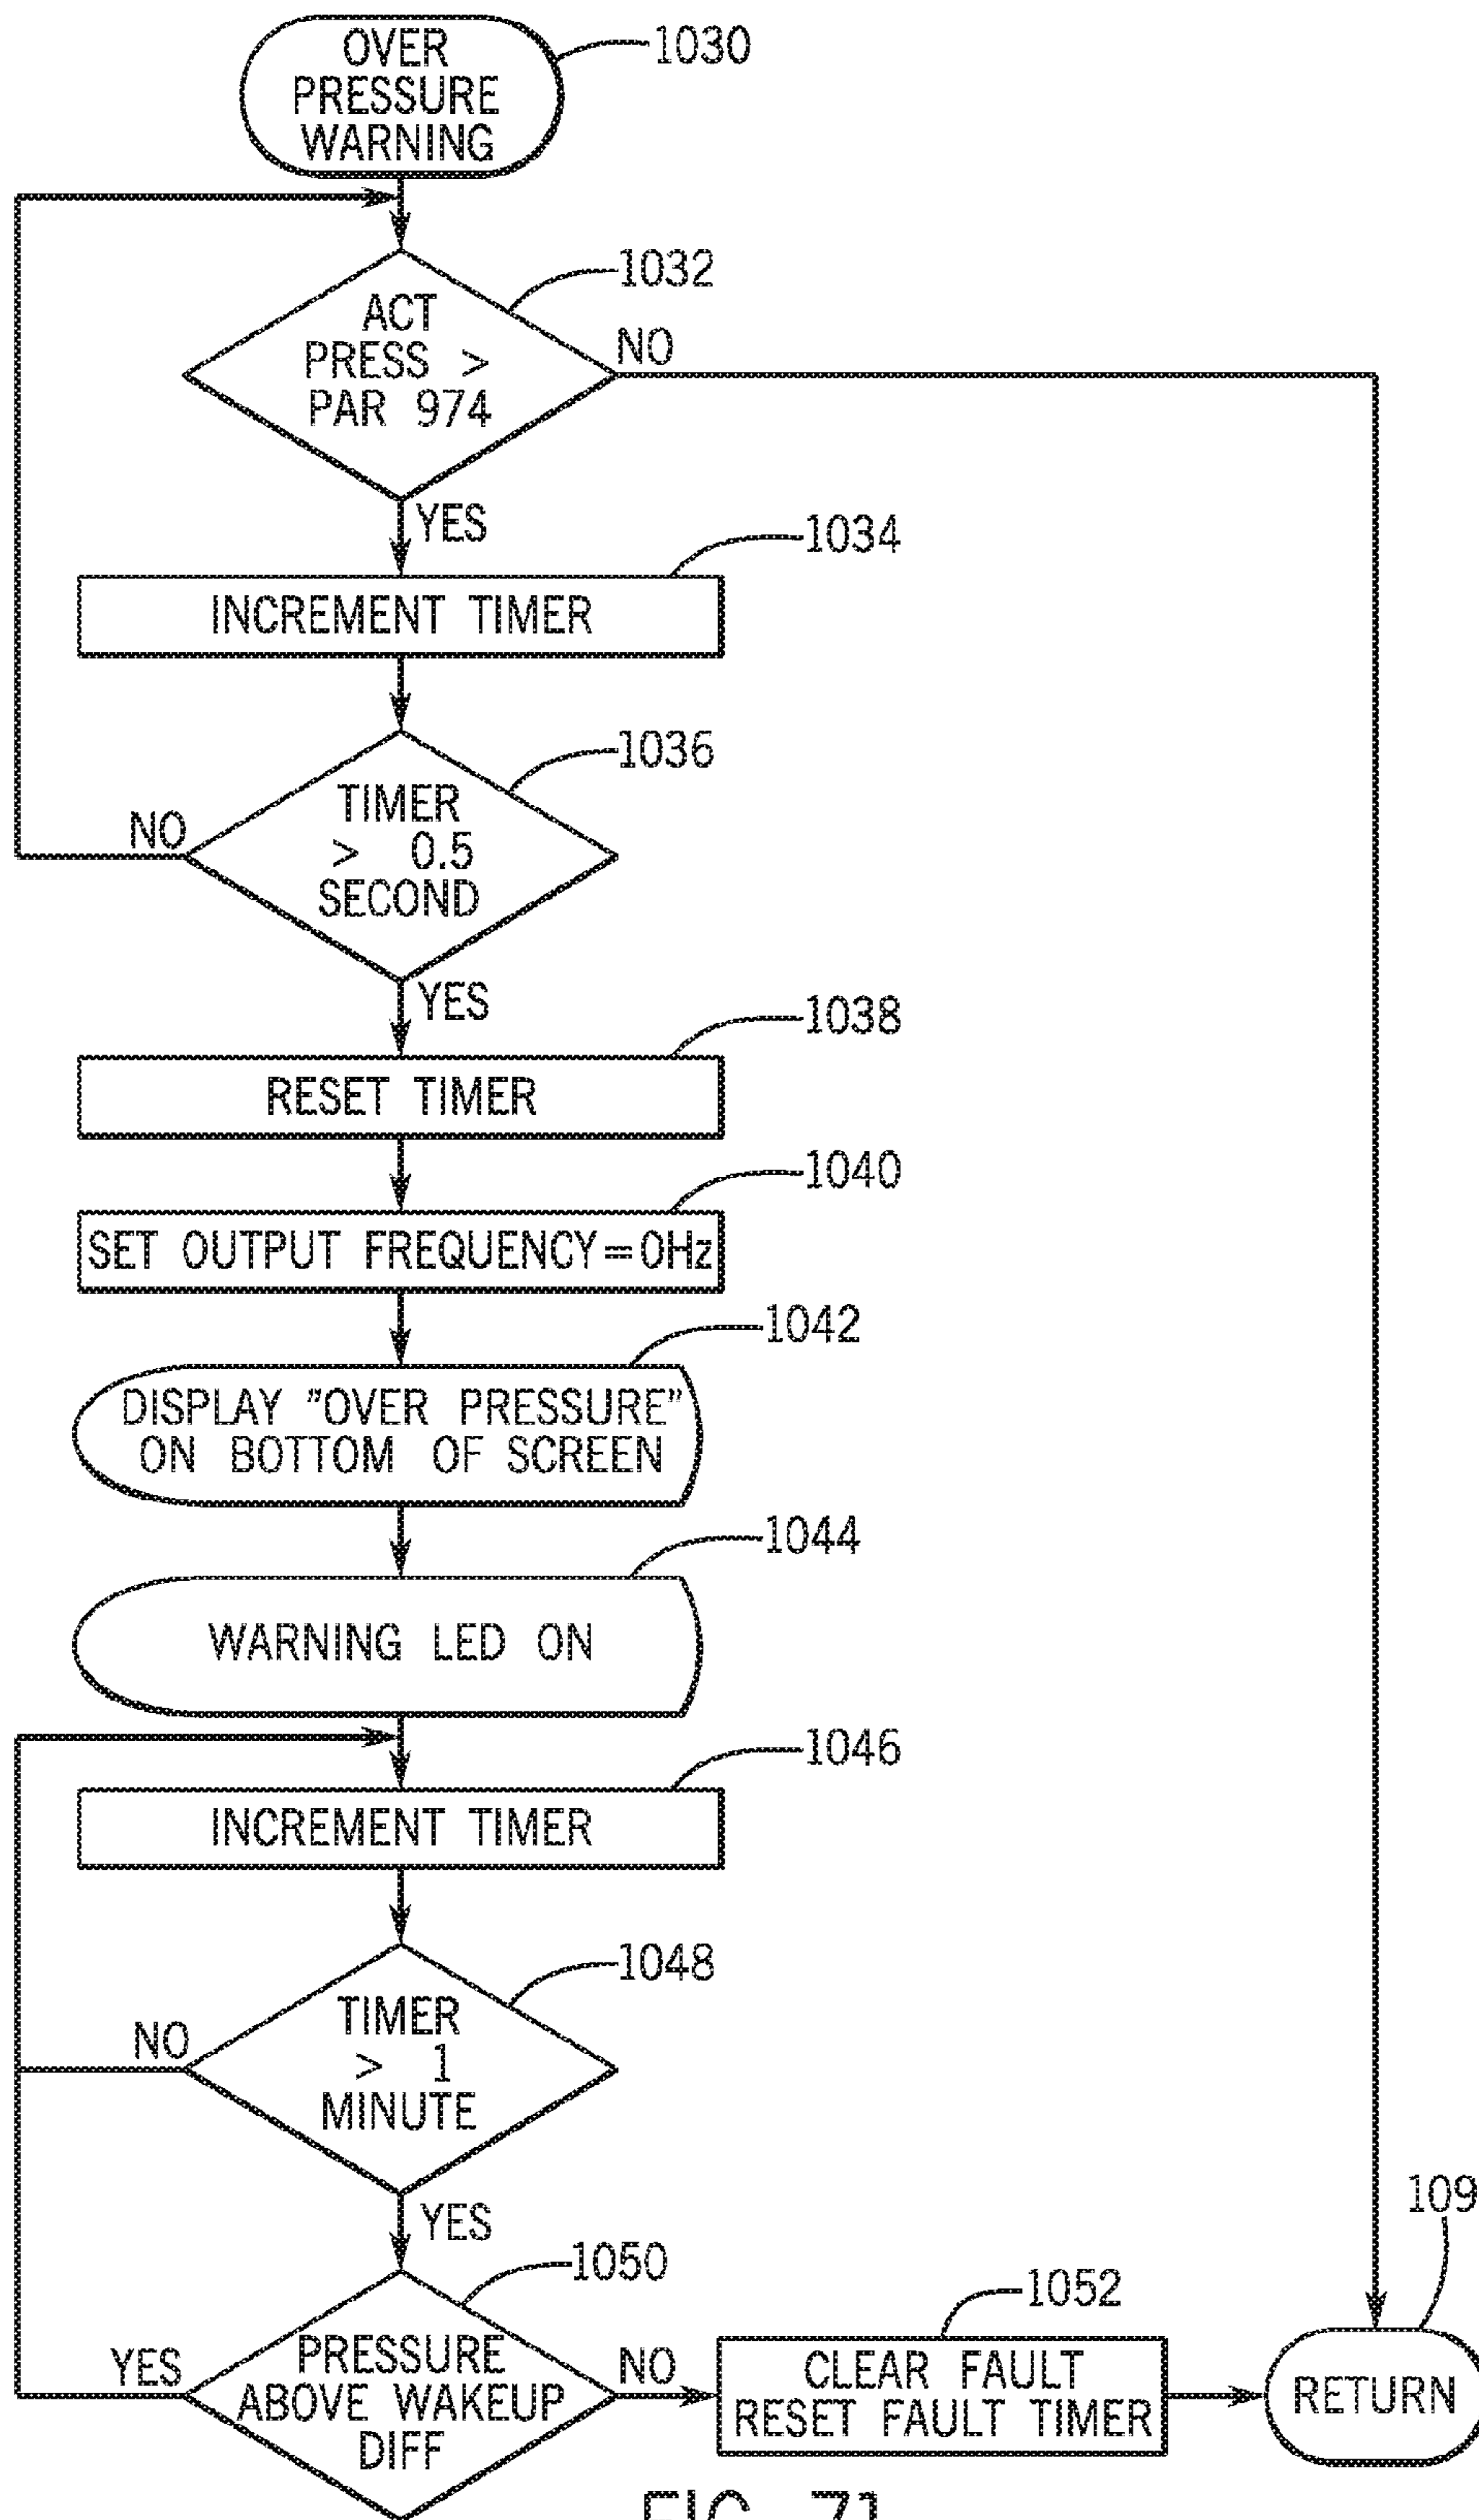 OVER
PRESSURE
WARNING
1030
1032
ACT
PRESS >
PAR 974
NO
YES
1034
INCREMENT TIMER
1036
TIMER
> 0.5
SECOND
NO
YES
1038
RESET TIMER
1040
SET OUTPUT FREQUENCY=0Hz
1042
DISPLAY "OVER PRESSURE"
ON BOTTOM OF SCREEN
1044
WARNING LED ON
1046
INCREMENT TIMER
1048
TIMER
> 1
MINUTE
NO
YES
1050
PRESSURE
ABOVE WAKEUP
DIFF
YES
NO
1052
CLEAR FAULT
RESET FAULT TIMER
109
RETURN
FIG. 71